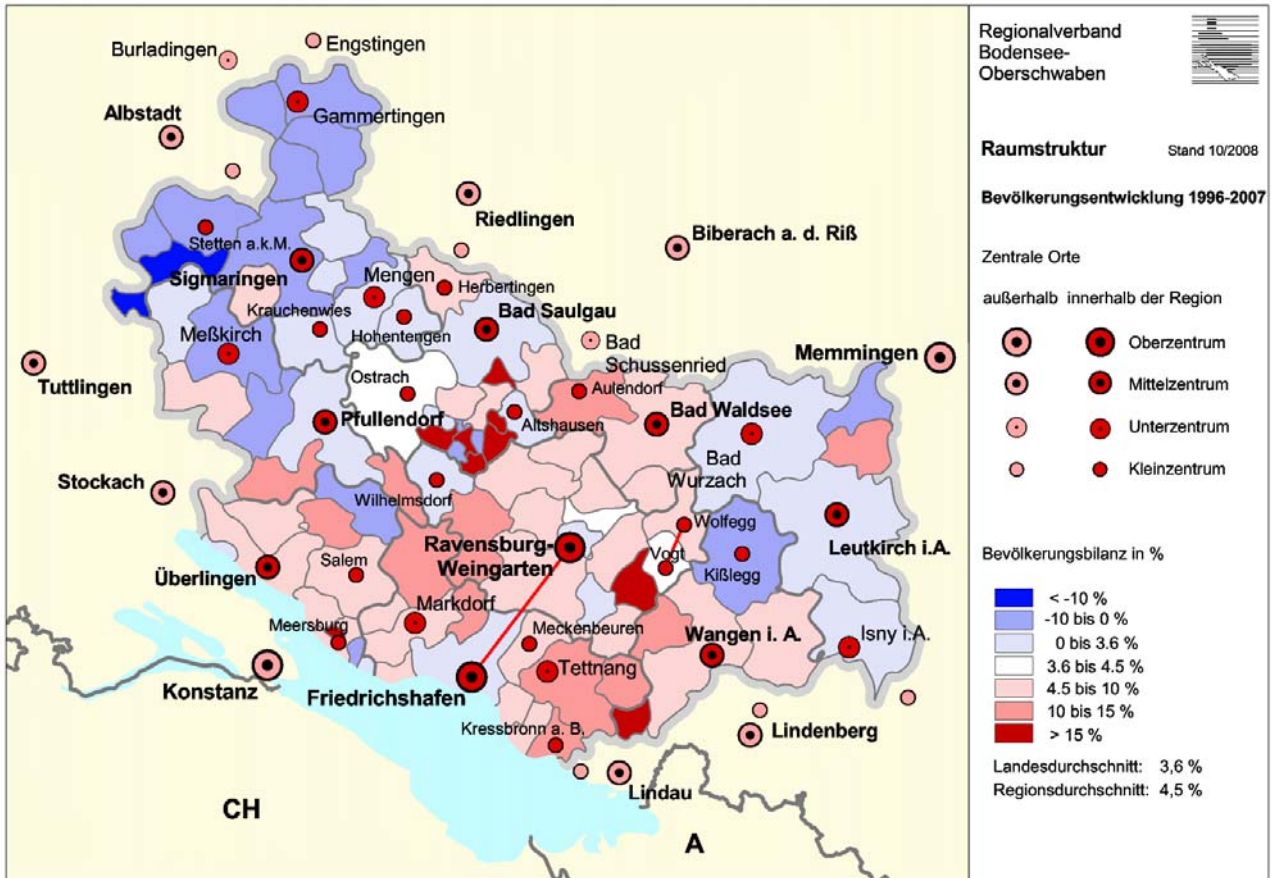 Burladingen
Engstingen
Albstadt
Gammertingen
Riedlingen
Biberach a. d. Riß
Stetten a.k.M.
Sigmaringen
Mengen
Herbertingen
Krauchenwies
Hohentengen
Bad Saulgau
Meßkirch
Bad
Schussenried
Memmingen
Tuttlingen
Ostrach
Aulendorf
Pfullendorf
Altshausen
Bad Waldsee
Bad
Wurzach
Stockach
Wilhelmsdorf
Wolfegg
Leutkirch i.A.
Ravensburg-
Weingarten
Vogt
Kißlegg
Überlingen
Salem
Markdorf
Meersburg
Meckenbeuren
Wangen i. A.
Isny i.A.
Tettnang
Konstanz
Friedrichshafen
Kressbronn a. B.
Lindenberg
Lindau
CH
A
Regionalverband
Bodensee-
Oberschwaben
Raumstruktur Stand 10/2008
Bevölkerungsentwicklung 1996-2007
Zentrale Orte
außerhalb innerhalb der Region
Oberzentrum
Mittelzentrum
Unterzentrum
Kleinzentrum
Bevölkerungsbilanz in %
< -10 %
-10 bis 0 %
0 bis 3.6 %
3.6 bis 4.5 %
4.5 bis 10 %
10 bis 15 %
> 15 %
Landesdurchschnitt: 3,6 %
Regionsdurchschnitt: 4,5 %